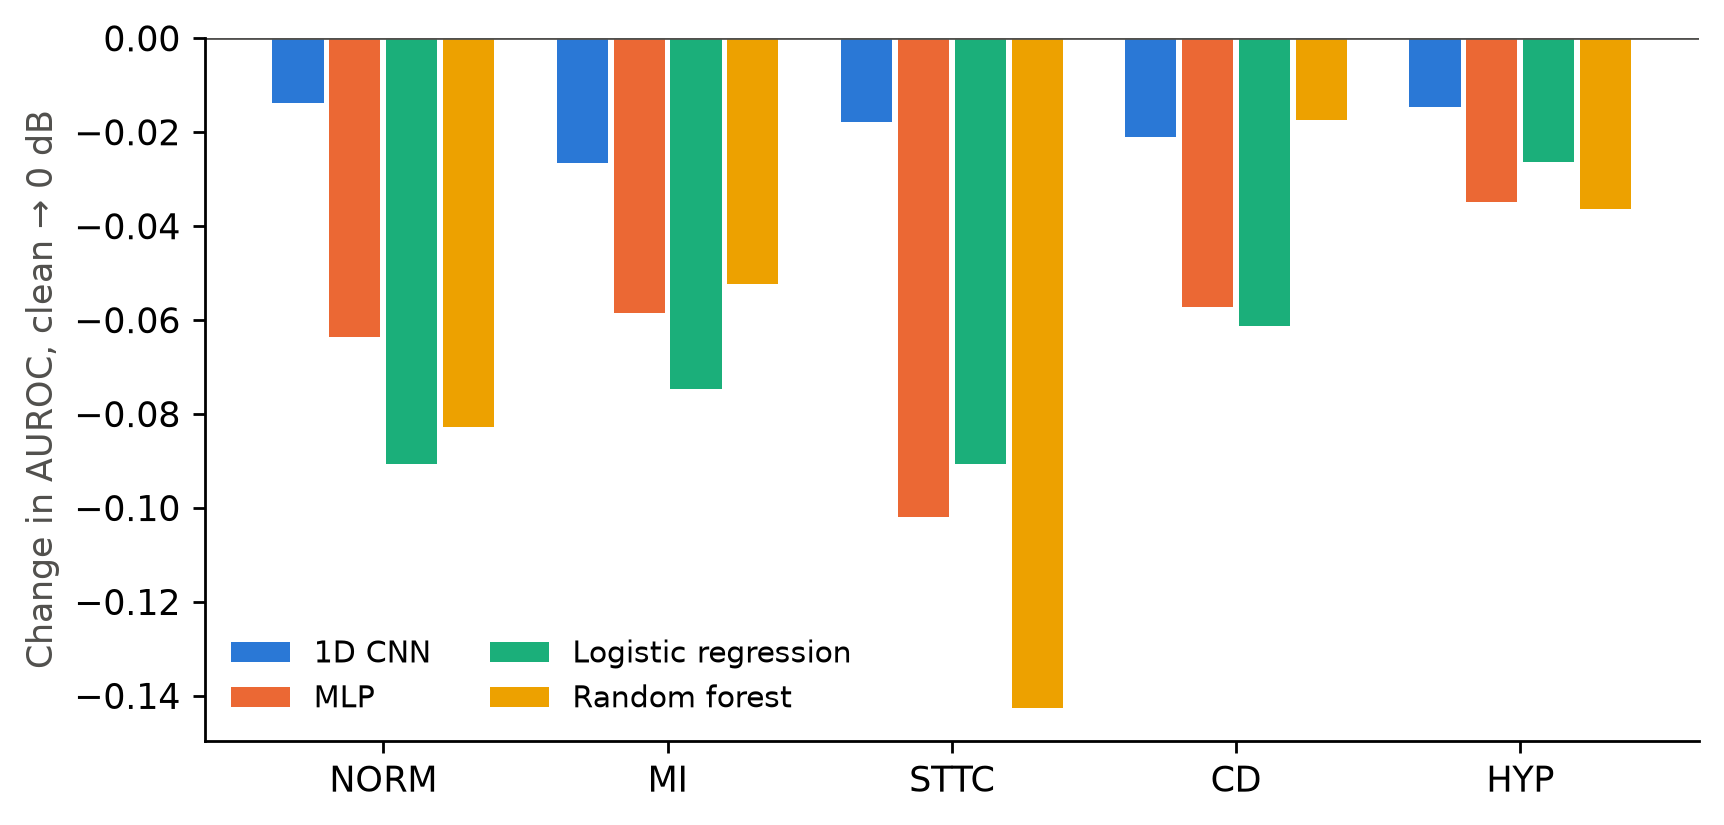 Change in AUROC, clean → 0 dB
0.00
−0.02
−0.04
−0.06
−0.08
−0.10
−0.12
−0.14
1D CNN
MLP
Logistic regression
Random forest
NORM
MI
STTC
CD
HYP